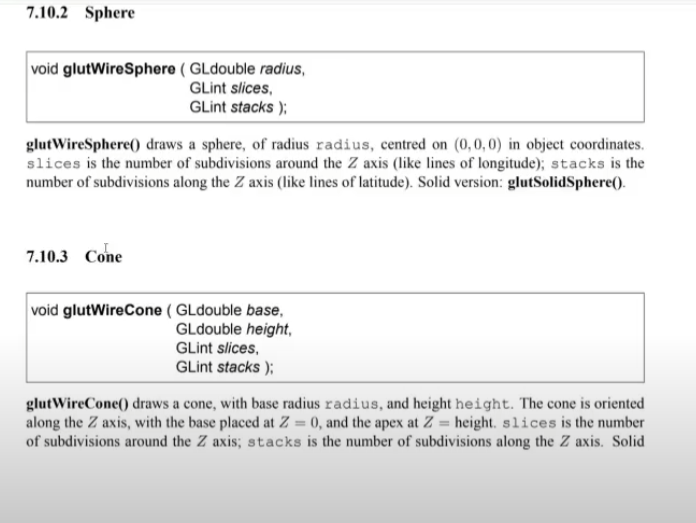 7.10.2 Sphere
void glutWireSphere ( GLdouble radius,
GLint slices,
GLint stacks );
glutWireSphere() draws a sphere, of radius radius, centred on (0,0,0) in object coordinates.
slices is the number of subdivisions around the Z axis (like lines of longitude); stacks is the
number of subdivisions along the Z axis (like lines of latitude). Solid version: glutSolidSphere().
7.10.3 Cone
void glutWireCone ( GLdouble base,
GLdouble height,
GLint slices,
GLint stacks );
glutWireCone() draws a cone, with base radius radius, and height height. The cone is oriented
along the Z axis, with the base placed at Z = 0, and the apex at Z = height. slices is the number
of subdivisions around the Z axis; stacks is the number of subdivisions along the Z axis. Solid